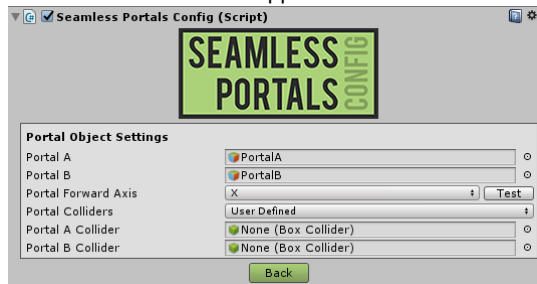 Seamless Portals Config (Script)
SEAMLESS
PORTALS
CONFIG
Portal Object Settings
Portal A PortalA
Portal B PortalB
Portal Forward Axis X Test
Portal Colliders User Defined
Portal A Collider None (Box Collider)
Portal B Collider None (Box Collider)
Back